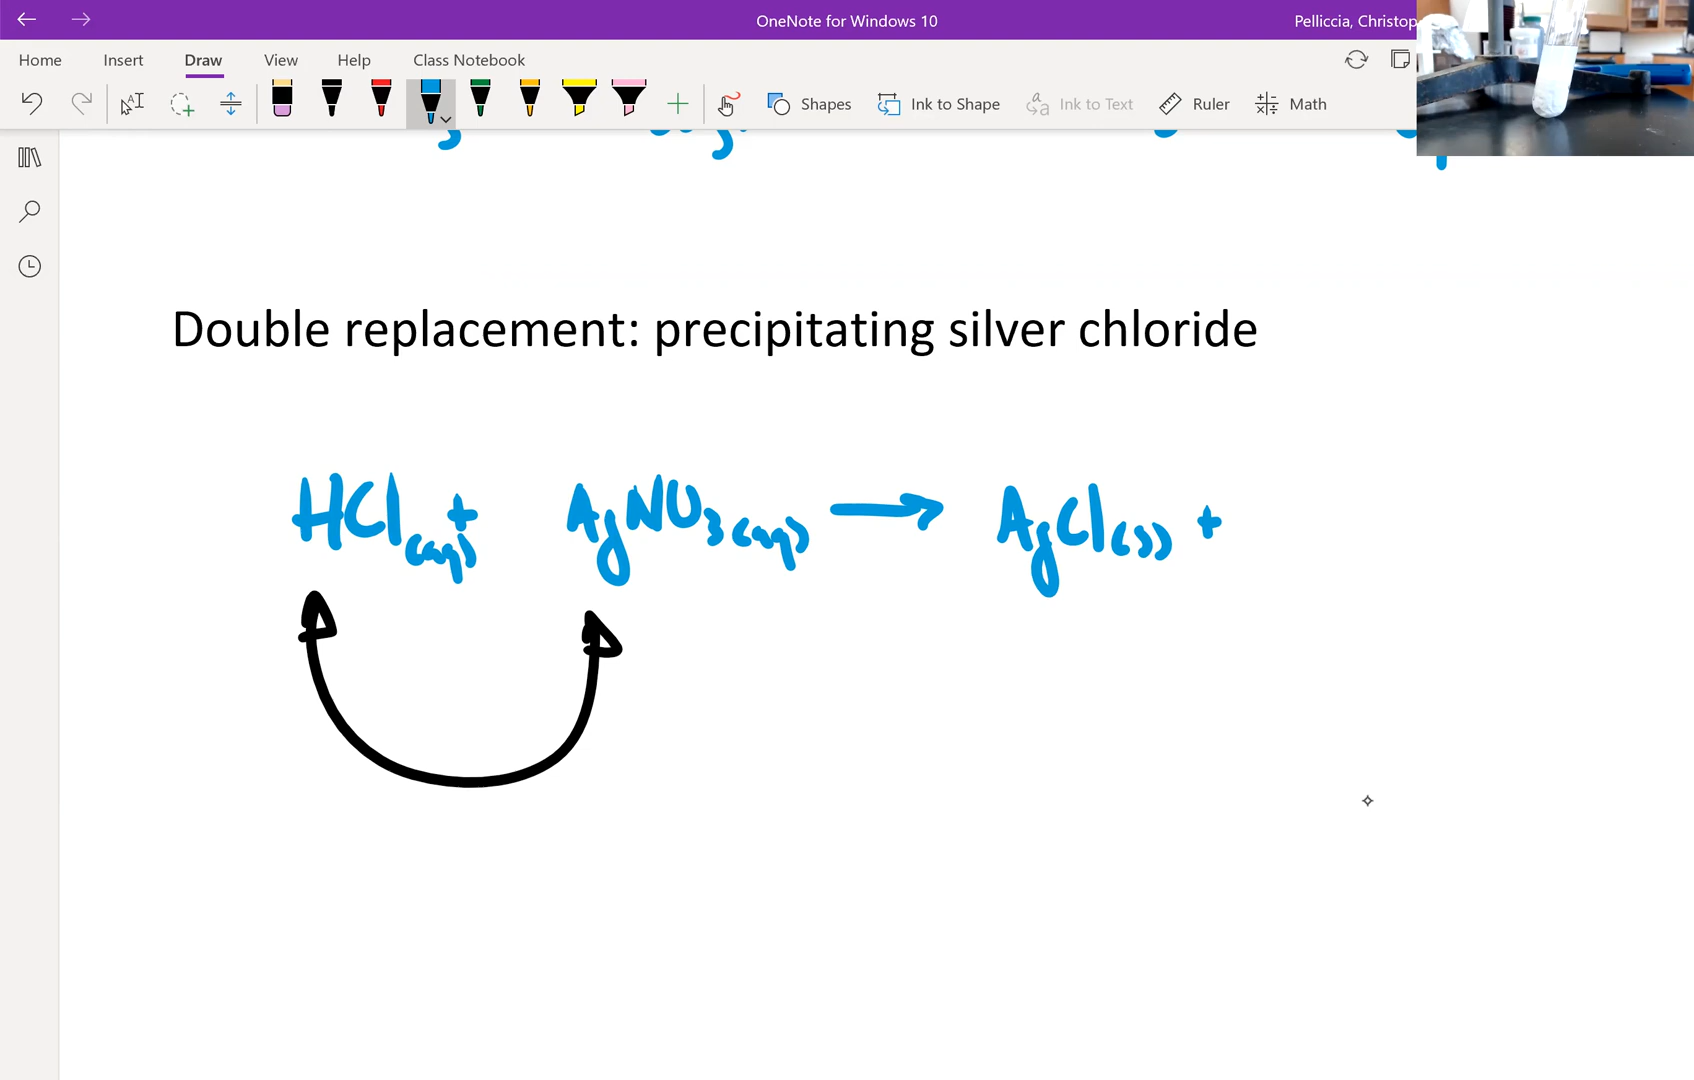 OneNote for Windows 10
Pelliccia, Christop
Home Insert Draw View Help Class Notebook
Shapes Ink to Shape Ink to Text Ruler Math
Double replacement: precipitating silver chloride
HCl(aq) + AgNO3(aq) → AgCl(s) +